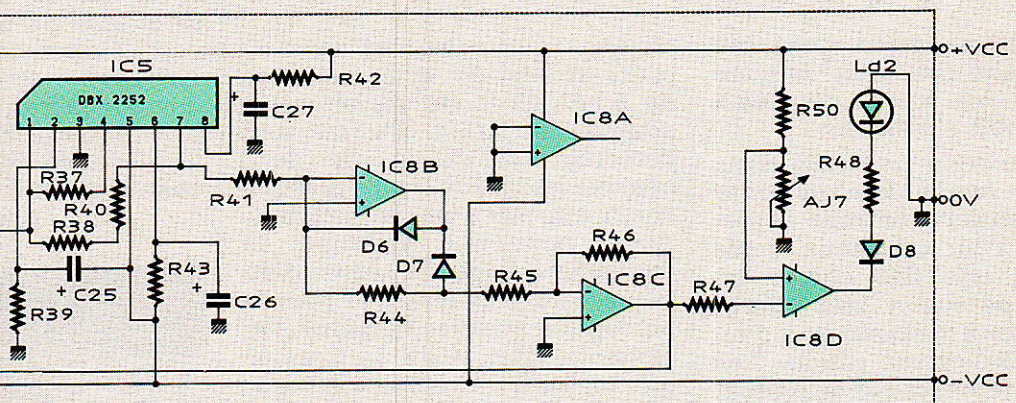 +VCC
IC5
R42
Ld2
DBX 2252
C27
R50
IC8A
1 2 3 4 5 6 7 8
IC8B
R37
R48
R41
AJ7
R40
0V
R38
D6
D7
R46
D8
R43
R45
IC8C
C25
C26
R47
R39
R44
IC8D
-VCC